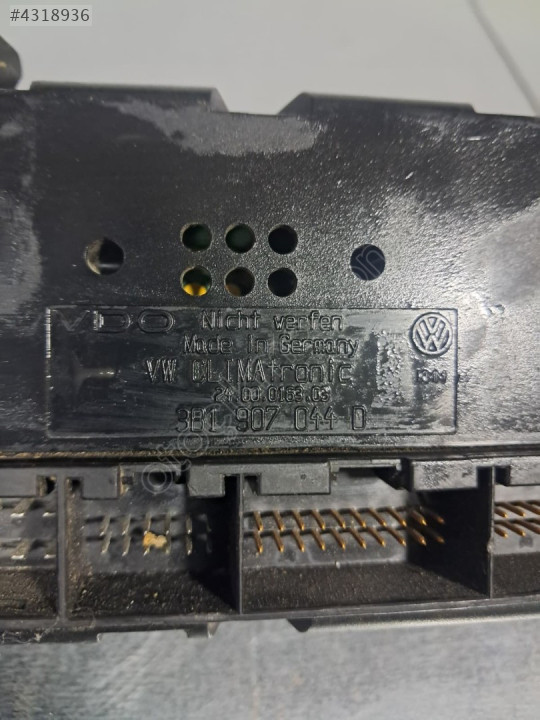 #4318936
VDO Nicht werfen
Made In Germany
VW CLIMAtronic
24.00.0163.03
3B1 907 044 D